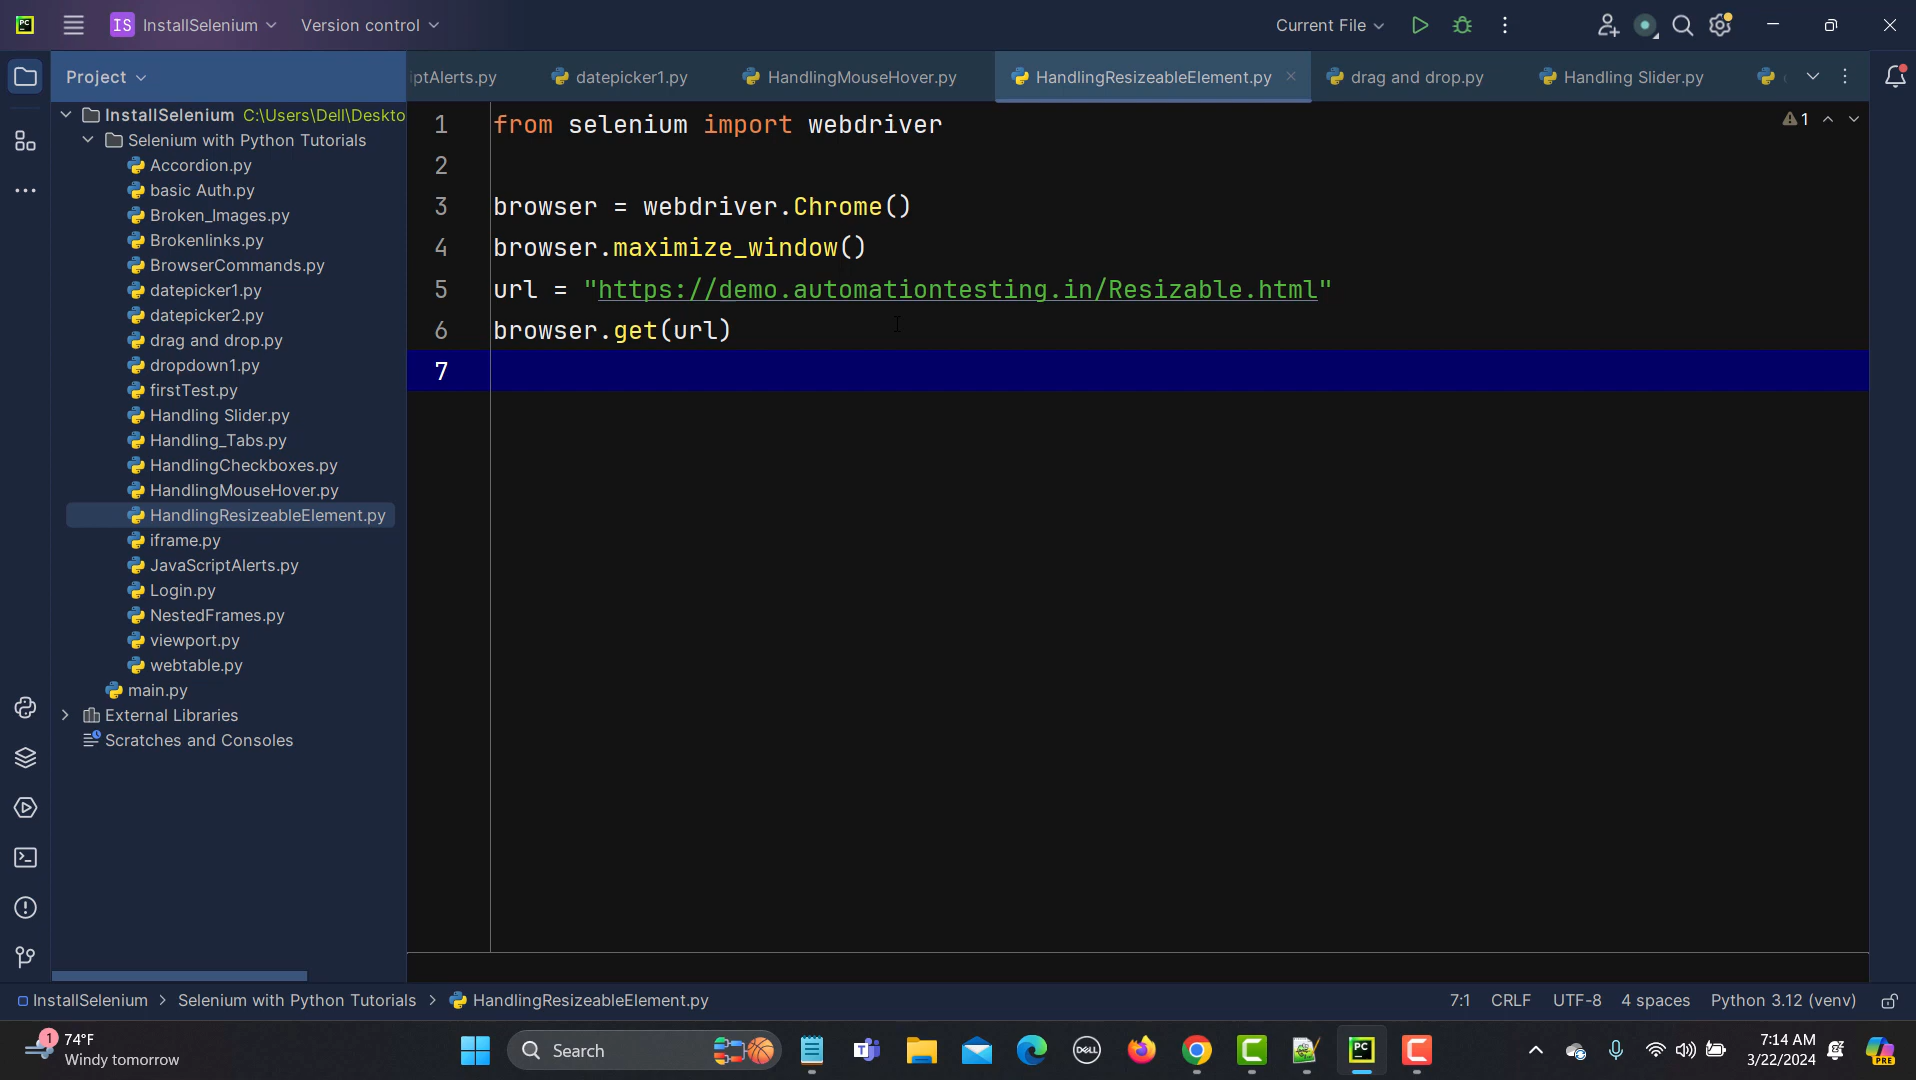 PC IS InstallSelenium Version control Current File
Project
iptAlerts.py datepicker1.py HandlingMouseHover.py HandlingResizeableElement.py drag and drop.py Handling Slider.py
InstallSelenium C:\Users\Dell\Deskto
Selenium with Python Tutorials
Accordion.py
basic Auth.py
Broken_Images.py
Brokenlinks.py
BrowserCommands.py
datepicker1.py
datepicker2.py
drag and drop.py
dropdown1.py
firstTest.py
Handling Slider.py
Handling_Tabs.py
HandlingCheckboxes.py
HandlingMouseHover.py
HandlingResizeableElement.py
iframe.py
JavaScriptAlerts.py
Login.py
NestedFrames.py
viewport.py
webtable.py
main.py
External Libraries
Scratches and Consoles
1 from selenium import webdriver
2
3 browser = webdriver.Chrome()
4 browser.maximize_window()
5 url = "https://demo.automationtesting.in/Resizable.html"
6 browser.get(url)
7
1
InstallSelenium > Selenium with Python Tutorials > HandlingResizeableElement.py 7:1 CRLF UTF-8 4 spaces Python 3.12 (venv)
1 74°F
Windy tomorrow
Search
DELL
PC
7:14 AM
3/22/2024
PRE